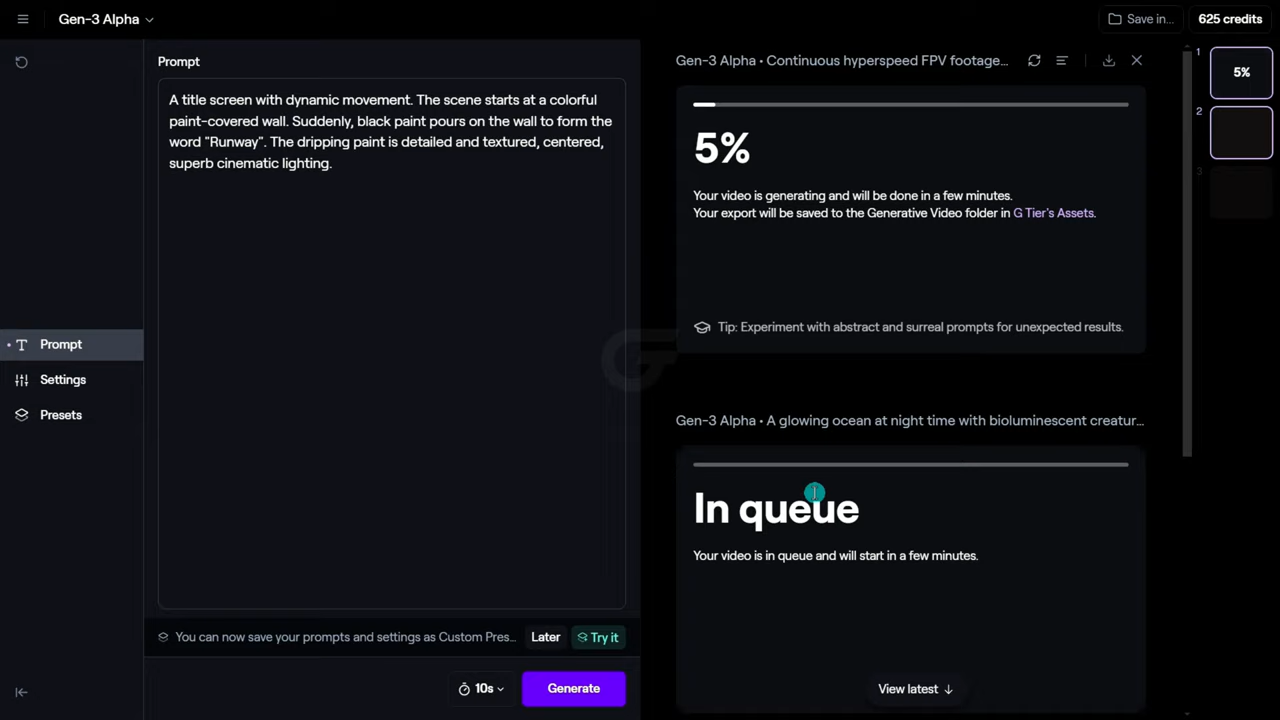 Gen-3 Alpha
Save in...
625 credits
Prompt
A title screen with dynamic movement. The scene starts at a colorful
paint-covered wall. Suddenly, black paint pours on the wall to form the
word "Runway". The dripping paint is detailed and textured, centered,
superb cinematic lighting.
Prompt
Settings
Presets
You can now save your prompts and settings as Custom Pres...
Later
Try it
10s
Generate
Gen-3 Alpha • Continuous hyperspeed FPV footage...
5%
Your video is generating and will be done in a few minutes.
Your export will be saved to the Generative Video folder in G Tier's Assets.
Tip: Experiment with abstract and surreal prompts for unexpected results.
Gen-3 Alpha • A glowing ocean at night time with bioluminescent creatur...
In queue
Your video is in queue and will start in a few minutes.
View latest
1
5%
2
3